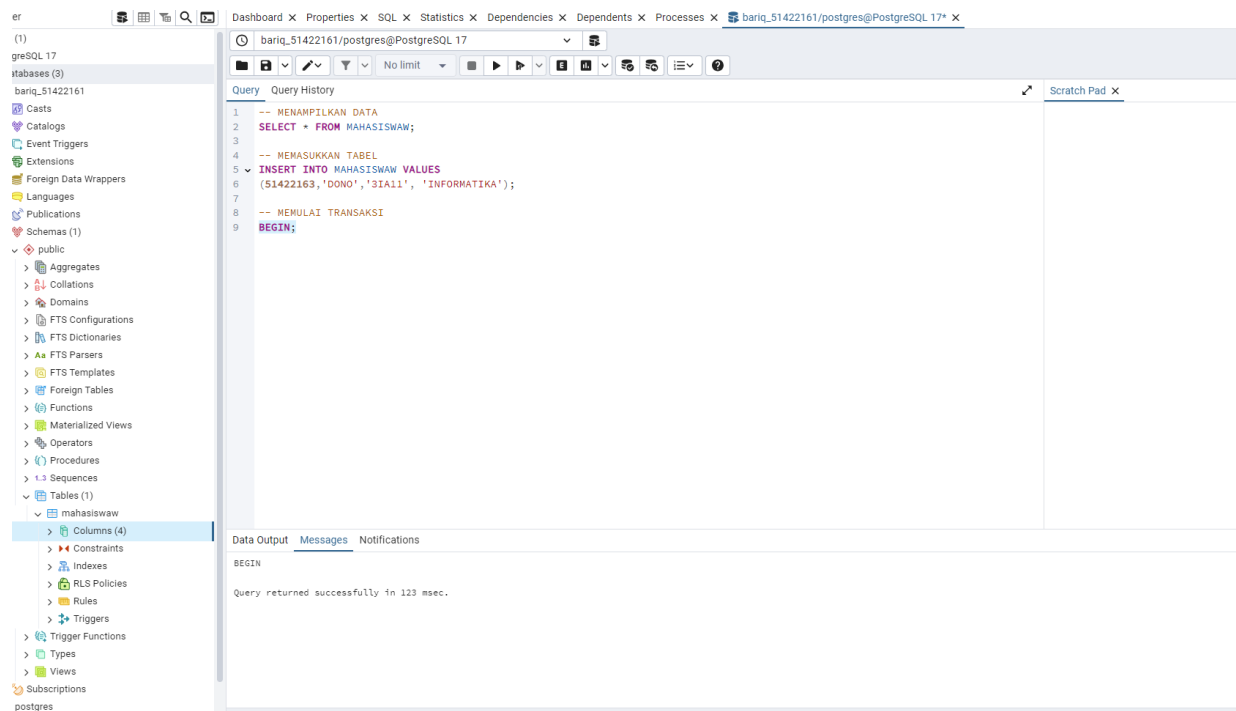 er
Dashboard X Properties X SQL X Statistics X Dependencies X Dependents X Processes X bariq_51422161/postgres@PostgreSQL 17* X
(1)
greSQL 17
atabases (3)
bariq_51422161
Casts
Catalogs
Event Triggers
Extensions
Foreign Data Wrappers
Languages
Publications
Schemas (1)
public
Aggregates
Collations
Domains
FTS Configurations
FTS Dictionaries
Aa FTS Parsers
FTS Templates
Foreign Tables
Functions
Materialized Views
Operators
Procedures
1..3 Sequences
Tables (1)
mahasiswaw
Columns (4)
Constraints
Indexes
RLS Policies
Rules
Triggers
Trigger Functions
Types
Views
Subscriptions
postgres
bariq_51422161/postgres@PostgreSQL 17
No limit
Query Query History
Scratch Pad X
1 -- MENAMPILKAN DATA
2 SELECT * FROM MAHASISWAW;
3
4 -- MEMASUKKAN TABEL
5 INSERT INTO MAHASISWAW VALUES
6 (51422163,'DONO','3IA11', 'INFORMATIKA');
7
8 -- MEMULAI TRANSAKSI
9 BEGIN;
Data Output Messages Notifications
BEGIN
Query returned successfully in 123 msec.